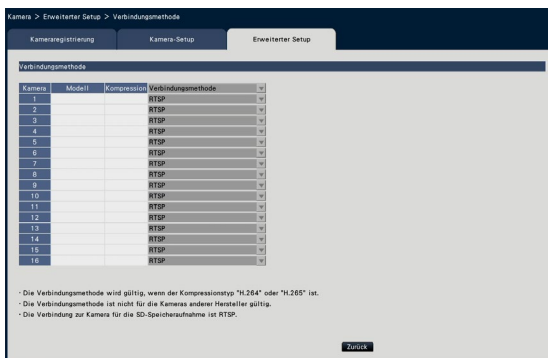 Kamera > Erweiterter Setup > Verbindungsmethode
Kameraregistrierung Kamera-Setup Erweiterter Setup
Verbindungsmethode
Kamera Modell Kompression Verbindungsmethode
1 RTSP
2 RTSP
3 RTSP
4 RTSP
5 RTSP
6 RTSP
7 RTSP
8 RTSP
9 RTSP
10 RTSP
11 RTSP
12 RTSP
13 RTSP
14 RTSP
15 RTSP
16 RTSP
· Die Verbindungsmethode wird gültig, wenn der Kompressionstyp "H.264" oder "H.265" ist.
· Die Verbindungsmethode ist nicht für die Kameras anderer Hersteller gültig.
· Die Verbindung zur Kamera für die SD-Speicheraufnahme ist RTSP.
Zurück